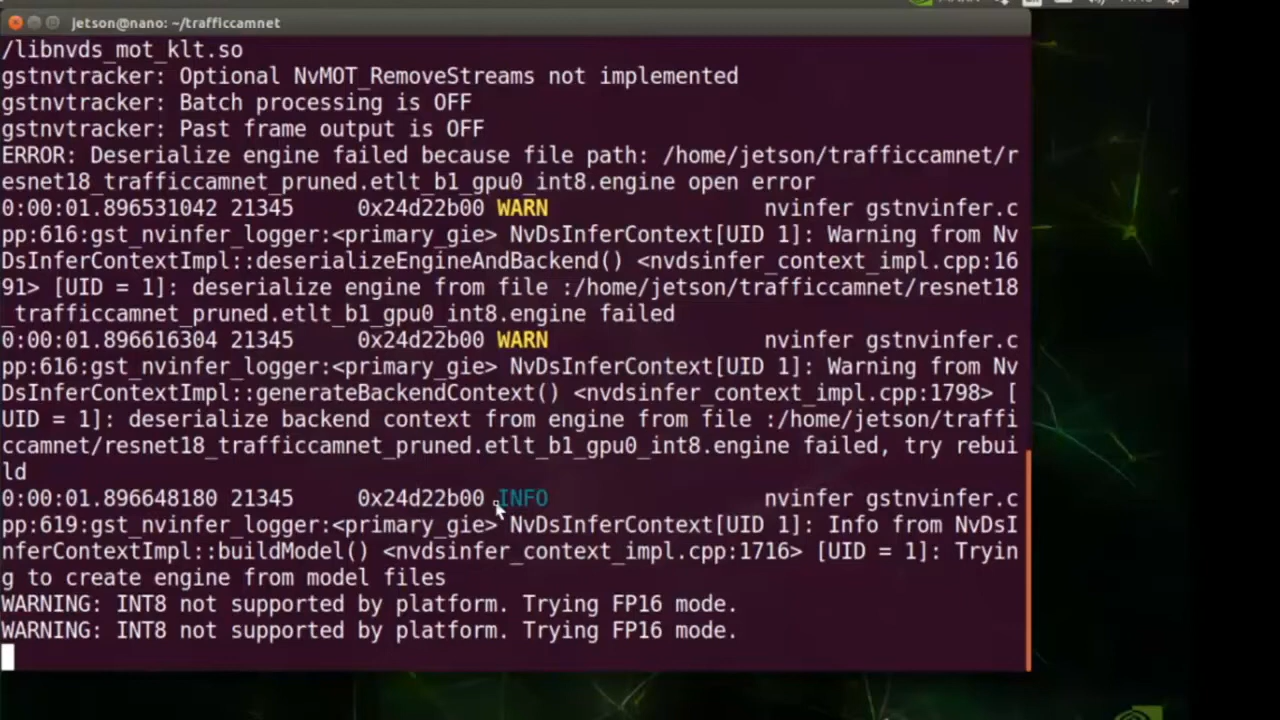 jetson@nano: ~/trafficcamnet
/libnvds_mot_klt.so
gstnvtracker: Optional NvMOT_RemoveStreams not implemented
gstnvtracker: Batch processing is OFF
gstnvtracker: Past frame output is OFF
ERROR: Deserialize engine failed because file path: /home/jetson/trafficcamnet/r
esnet18_trafficcamnet_pruned.etlt_b1_gpu0_int8.engine open error
0:00:01.896531042 21345     0x24d22b00 WARN                 nvinfer gstnvinfer.c
pp:616:gst_nvinfer_logger:<primary_gie> NvDsInferContext[UID 1]: Warning from Nv
DsInferContextImpl::deserializeEngineAndBackend() <nvdsinfer_context_impl.cpp:16
91> [UID = 1]: deserialize engine from file :/home/jetson/trafficcamnet/resnet18
_trafficcamnet_pruned.etlt_b1_gpu0_int8.engine failed
0:00:01.896616304 21345     0x24d22b00 WARN                 nvinfer gstnvinfer.c
pp:616:gst_nvinfer_logger:<primary_gie> NvDsInferContext[UID 1]: Warning from Nv
DsInferContextImpl::generateBackendContext() <nvdsinfer_context_impl.cpp:1798> [
UID = 1]: deserialize backend context from engine from file :/home/jetson/traffi
ccamnet/resnet18_trafficcamnet_pruned.etlt_b1_gpu0_int8.engine failed, try rebui
ld
0:00:01.896648180 21345     0x24d22b00 INFO                 nvinfer gstnvinfer.c
pp:619:gst_nvinfer_logger:<primary_gie> NvDsInferContext[UID 1]: Info from NvDsI
nferContextImpl::buildModel() <nvdsinfer_context_impl.cpp:1716> [UID = 1]: Tryin
g to create engine from model files
WARNING: INT8 not supported by platform. Trying FP16 mode.
WARNING: INT8 not supported by platform. Trying FP16 mode.